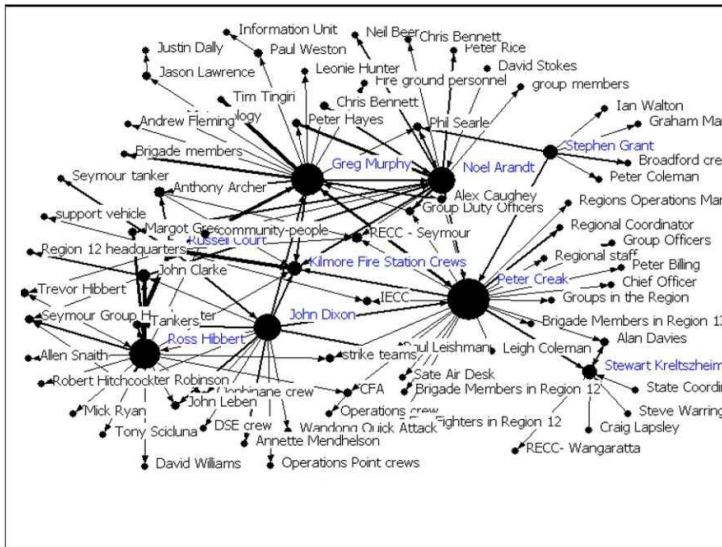 Information Unit
Neil Beer
Chris Bennett
Justin Dally
Paul Weston
Peter Rice
Jason Lawrence
Leonie Hunter
David Stokes
Fire ground personnel
group members
Tim Tingiri
Chris Bennett
Ian Walton
Andrew Fleming
Peter Hayes
Phil Searle
Graham
Brigade members
Stephen Grant
Greg Murphy
Noel Arandt
Broadford
Seymour tanker
Peter Coleman
Anthony Archer
Alex Caughey
Group Duty Officers
Regions Operations
support vehicle
Margot
community-people
RECC - Seymour
Regional Coordinator
Russell Court
Group Officers
Region 12 headquarters
Regional staff
John Clarke
Kilmore Fire Station Crews
Peter Billing
Peter Creak
Chief Officer
Trevor Hibbert
IECC
Groups in the Region
Seymour Group
Tankers
John Dixon
Brigade Members in Region 13
Ross Hibbert
Alan Davies
Allen Snaith
strike teams
Leishman
Leigh Coleman
Stewart Kreltszheim
Sate Air Desk
Robert Hitchcock
Robinson
crew
CFA
Brigade Members in Region 12
State
John Leben
Mick Ryan
Operations crew
Steve
DSE crew
Wandong Quick Attack
Fighters in Region 12
Craig Lapsley
Tony Scicluna
Annette Mendhelson
RECC- Wangaratta
David Williams
Operations Point crews